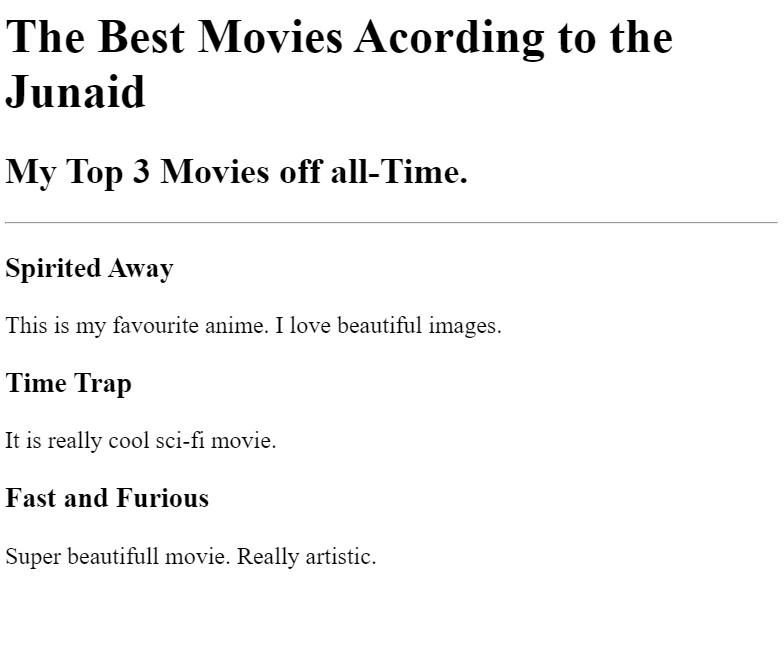 The Best Movies Acording to the
Junaid
My Top 3 Movies off all-Time.
Spirited Away
This is my favourite anime. I love beautiful images.
Time Trap
It is really cool sci-fi movie.
Fast and Furious
Super beautifull movie. Really artistic.